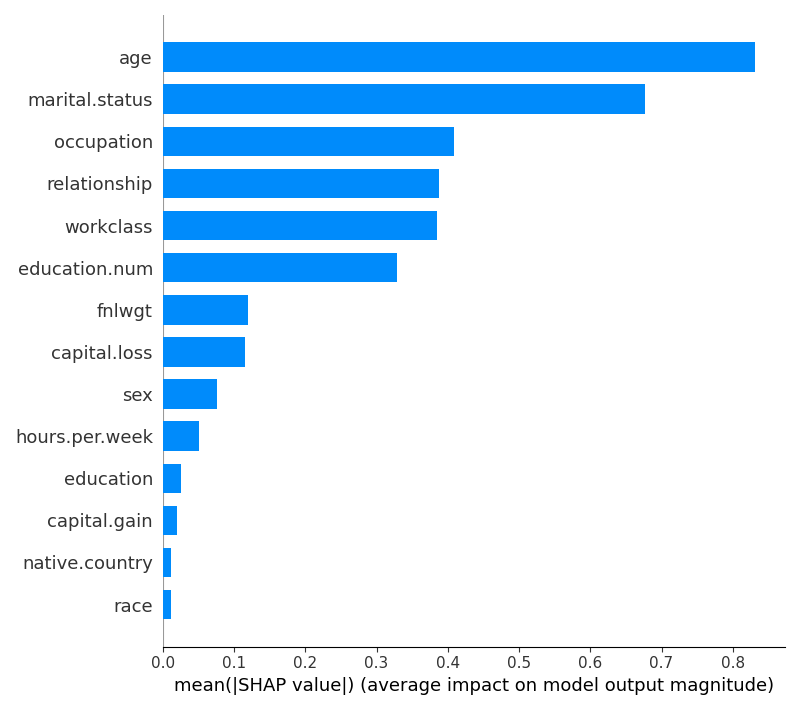 age
marital.status
occupation
relationship
workclass
education.num
fnlwgt
capital.loss
sex
hours.per.week
education
capital.gain
native.country
race
0.0 0.1 0.2 0.3 0.4 0.5 0.6 0.7 0.8
mean(|SHAP value|) (average impact on model output magnitude)